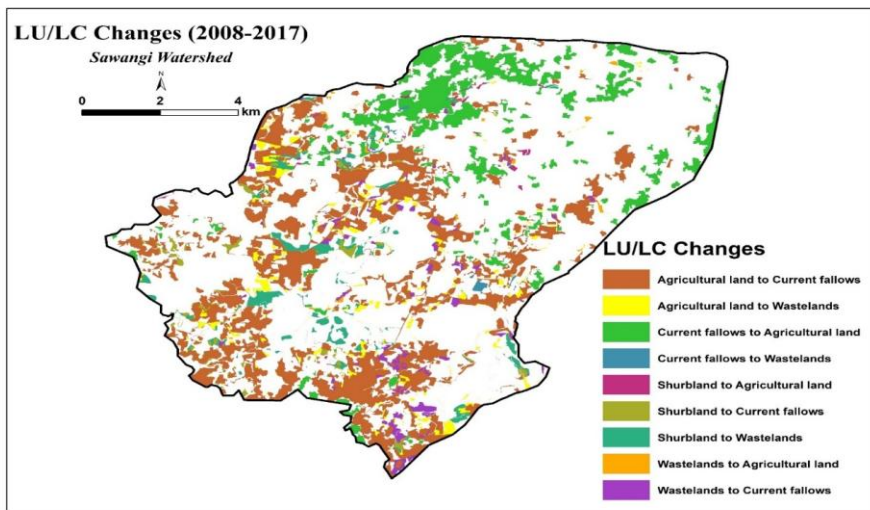 LU/LC Changes (2008-2017)
Sawangi Watershed
N
0 2 4
km
LU/LC Changes
Agricultural land to Current fallows
Agricultural land to Wastelands
Current fallows to Agricultural land
Current fallows to Wastelands
Shurbland to Agricultural land
Shurbland to Current fallows
Shurbland to Wastelands
Wastelands to Agricultural land
Wastelands to Current fallows